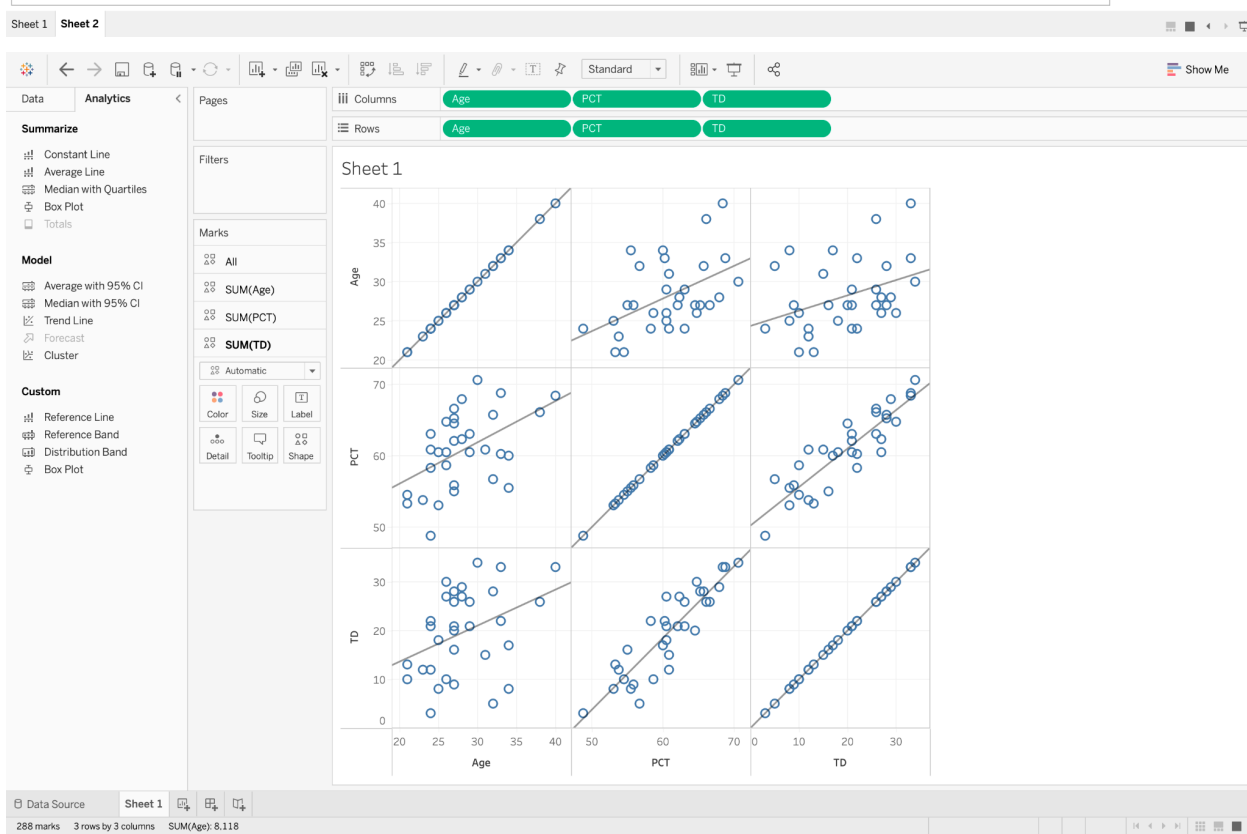 Sheet 1 Sheet 2
Standard
Show Me
Data Analytics
Summarize
Constant Line
Average Line
Median with Quartiles
Box Plot
Totals
Model
Average with 95% CI
Median with 95% CI
Trend Line
Forecast
Cluster
Custom
Reference Line
Reference Band
Distribution Band
Box Plot
Pages
Filters
Marks
All
SUM(Age)
SUM(PCT)
SUM(TD)
Automatic
Color Size Label
Detail Tooltip Shape
Columns Age PCT TD
Rows Age PCT TD
Sheet 1
40
35
30
25
20
Age
70
60
50
PCT
30
20
10
0
TD
20 25 30 35 40 50 60 70 0 10 20 30
Age PCT TD
Data Source Sheet 1
288 marks 3 rows by 3 columns SUM(Age): 8,118